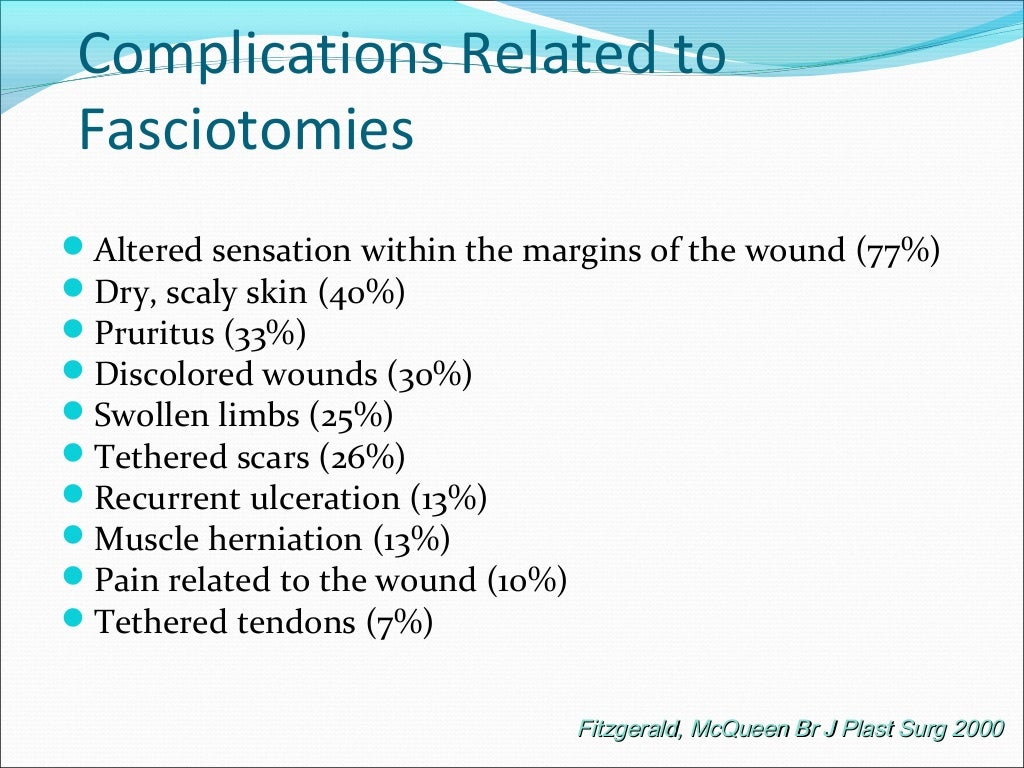 Complications Related to
Fasciotomies
Altered sensation within the margins of the wound (77%)
Dry, scaly skin (40%)
Pruritus (33%)
Discolored wounds (30%)
Swollen limbs (25%)
Tethered scars (26%)
Recurrent ulceration (13%)
Muscle herniation (13%)
Pain related to the wound (10%)
Tethered tendons (7%)
Fitzgerald, McQueen Br J Plast Surg 2000